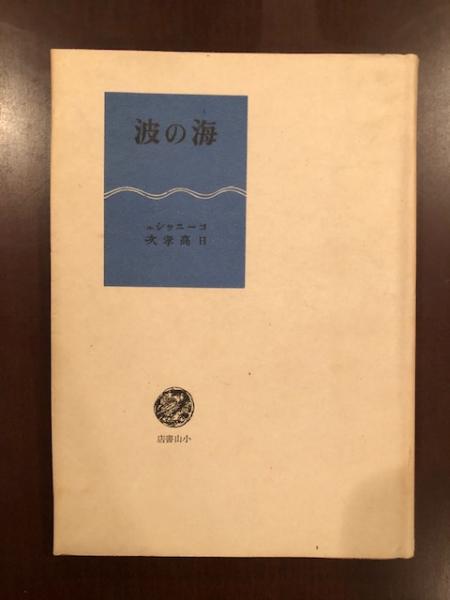 海の波
コーニッシュ
日高孝次
小山書店